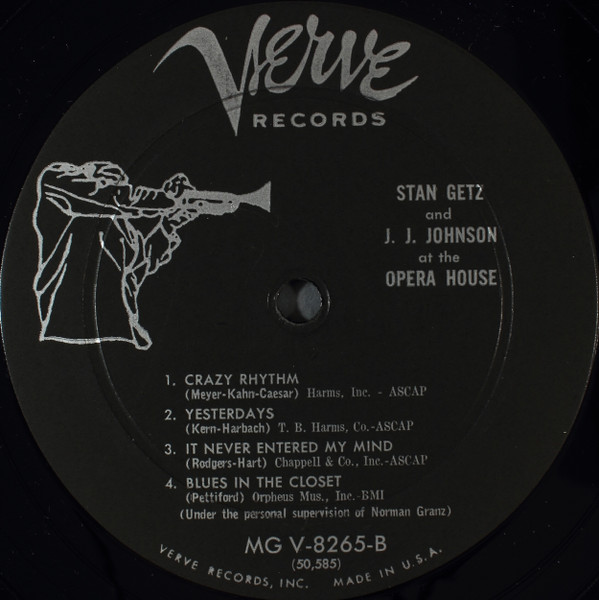 Verve
RECORDS
STAN GETZ
and
J. J. JOHNSON
at the
OPERA HOUSE
1. CRAZY RHYTHM
(Meyer-Kahn-Caesar) Harms, Inc. - ASCAP
2. YESTERDAYS
(Kern-Harbach) T. B. Harms, Co.-ASCAP
3. IT NEVER ENTERED MY MIND
(Rodgers-Hart) Chappell & Co., Inc.-ASCAP
4. BLUES IN THE CLOSET
(Pettiford) Orpheus Mus., Inc.-BMI
(Under the personal supervision of Norman Granz)
MG V-8265-B
(50,585)
VERVE RECORDS, INC. MADE IN U.S.A.